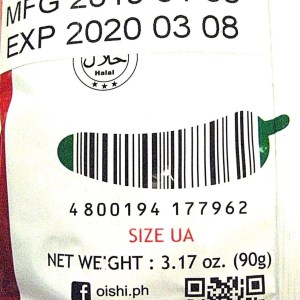 EXP 2020 03 08
حلال
Halal
4800194 177962
SIZE UA
NET WEIGHT : 3.17 oz. (90g)
f oishi.ph